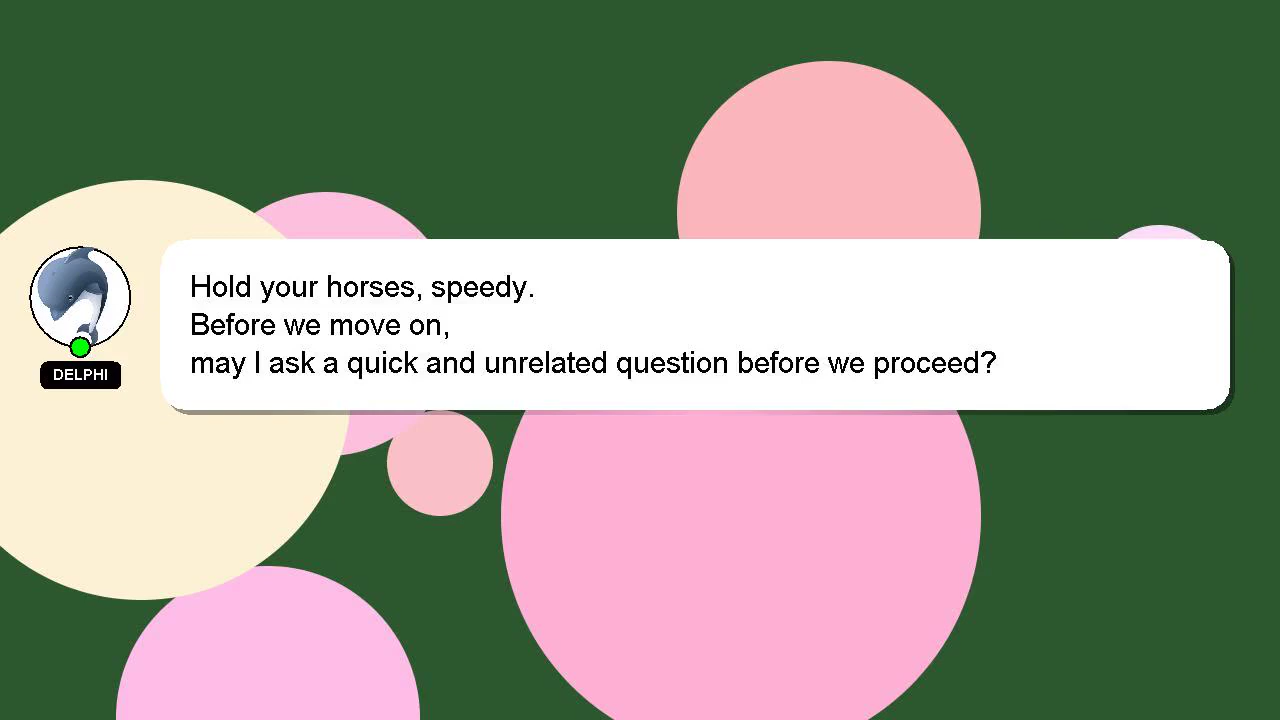 Hold your horses, speedy.
Before we move on,
may I ask a quick and unrelated question before we proceed?
DELPHI